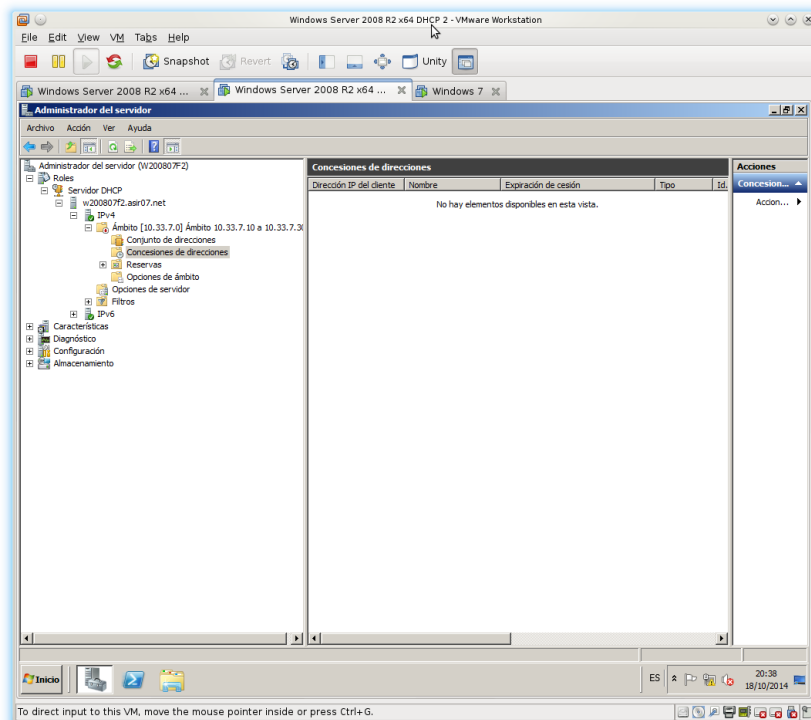 Windows Server 2008 R2 x64 DHCP 2 - VMware Workstation
File Edit View VM Tabs Help
Snapshot Revert Unity
Windows Server 2008 R2 x64 ... Windows Server 2008 R2 x64 ... Windows 7
Administrador del servidor
Archivo Acción Ver Ayuda
Administrador del servidor (W200807F2)
Roles
Servidor DHCP
w200807f2.asir07.net
IPv4
Ámbito [10.33.7.0] Ámbito 10.33.7.10 a 10.33.7.30
Conjunto de direcciones
Concesiones de direcciones
Reservas
Opciones de ámbito
Opciones de servidor
Filtros
IPv6
Características
Diagnóstico
Configuración
Almacenamiento
Concesiones de direcciones
Dirección IP del cliente Nombre Expiración de cesión Tipo Id.
No hay elementos disponibles en esta vista.
Acciones
Concesion...
Accion...
Inicio
ES
20:38
18/10/2014
To direct input to this VM, move the mouse pointer inside or press Ctrl+G.